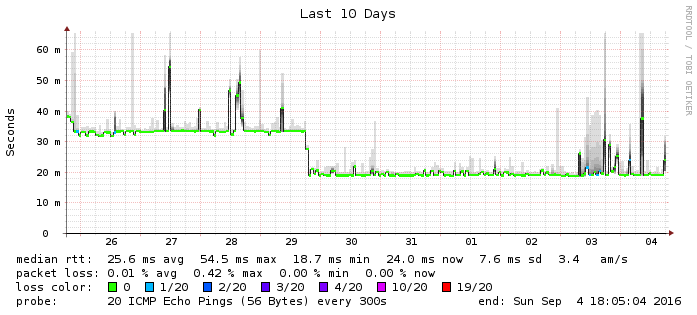 Last 10 Days
RRDTOOL / TOBI OETIKER
Seconds
60 m
50 m
40 m
30 m
20 m
10 m
0
26 27 28 29 30 31 01 02 03 04
median rtt: 25.6 ms avg 54.5 ms max 18.7 ms min 24.0 ms now 7.6 ms sd 3.4 am/s
packet loss: 0.01 % avg 0.42 % max 0.00 % min 0.00 % now
loss color: 0 1/20 2/20 3/20 4/20 10/20 19/20
probe: 20 ICMP Echo Pings (56 Bytes) every 300s end: Sun Sep 4 18:05:04 2016